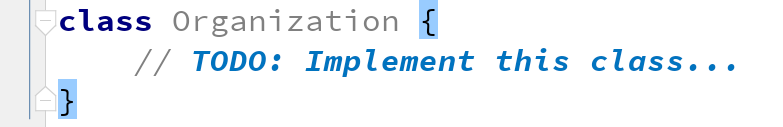 class Organization {
// TODO: Implement this class...
}